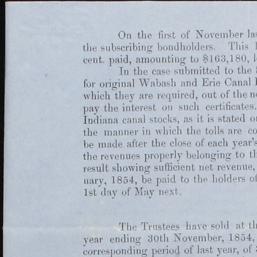 On the first of November la
the subscribing bondholders. This
cent. paid, amounting to $163,180,
In the case submitted to the
for original Wabash and Erie Canal
which they are required, out of the n
pay the interest on such certificates.
Indiana canal stocks, as it is stated o
the manner in which the tolls are co
be made after the close of each year's
the revenues properly belonging to th
result showing sufficient net revenue,
uary, 1854, be paid to the holders of
1st day of May next.
The Trustees have sold at th
year ending 30th November, 1854,
corresponding period of last year, of